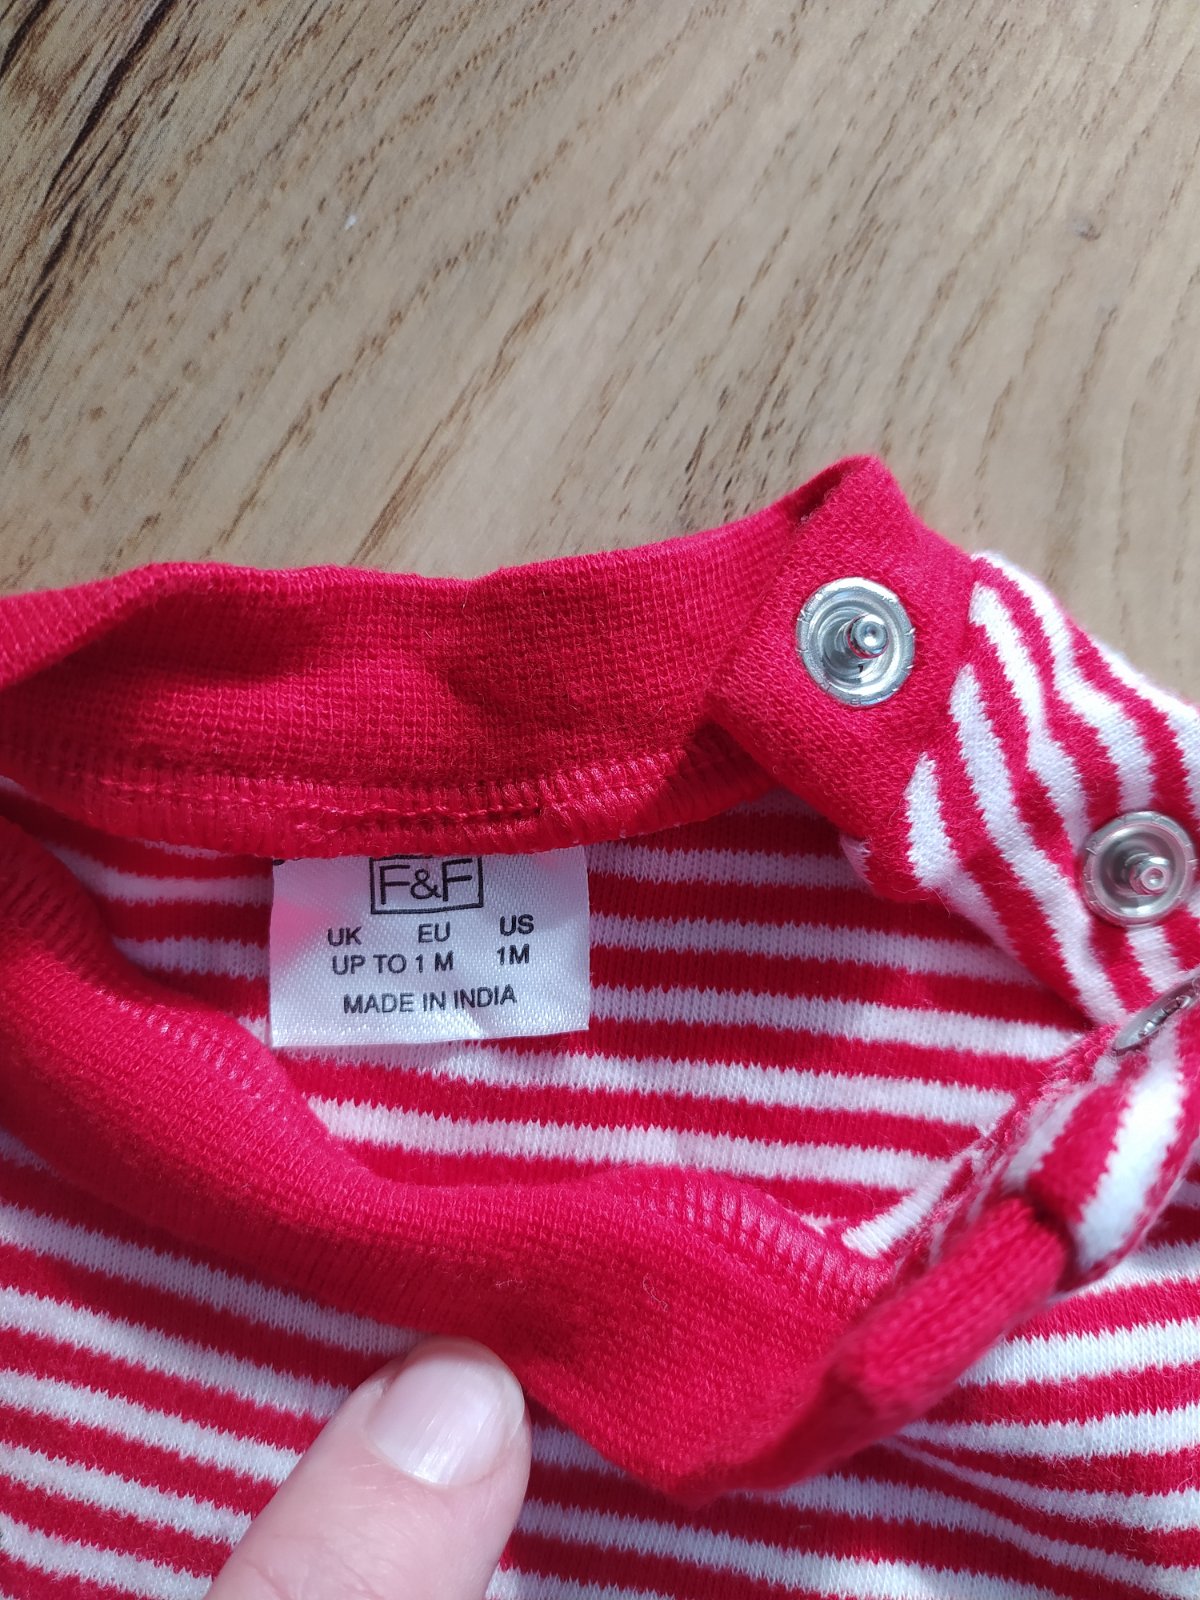 F&F
UK EU US
UP TO 1 M 1M
MADE IN INDIA